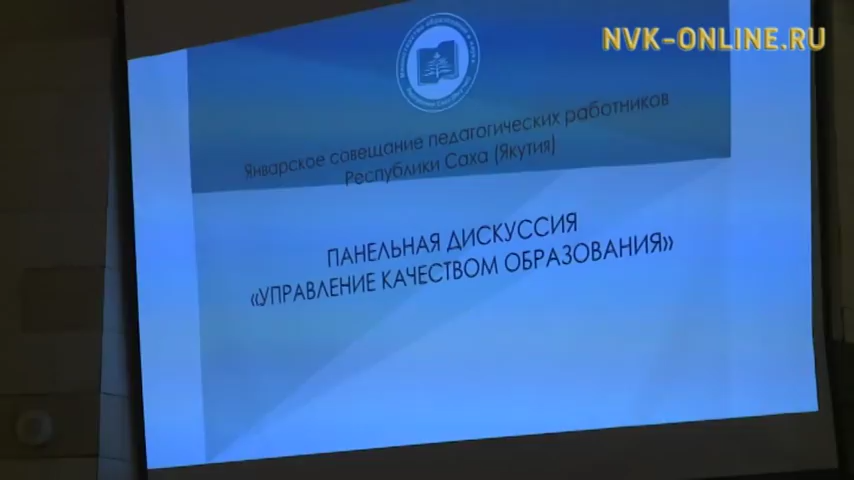 NVK-ONLINE.RU
Январское совещание педагогических работников
Республики Саха (Якутия)
ПАНЕЛЬНАЯ ДИСКУССИЯ
«УПРАВЛЕНИЕ КАЧЕСТВОМ ОБРАЗОВАНИЯ»